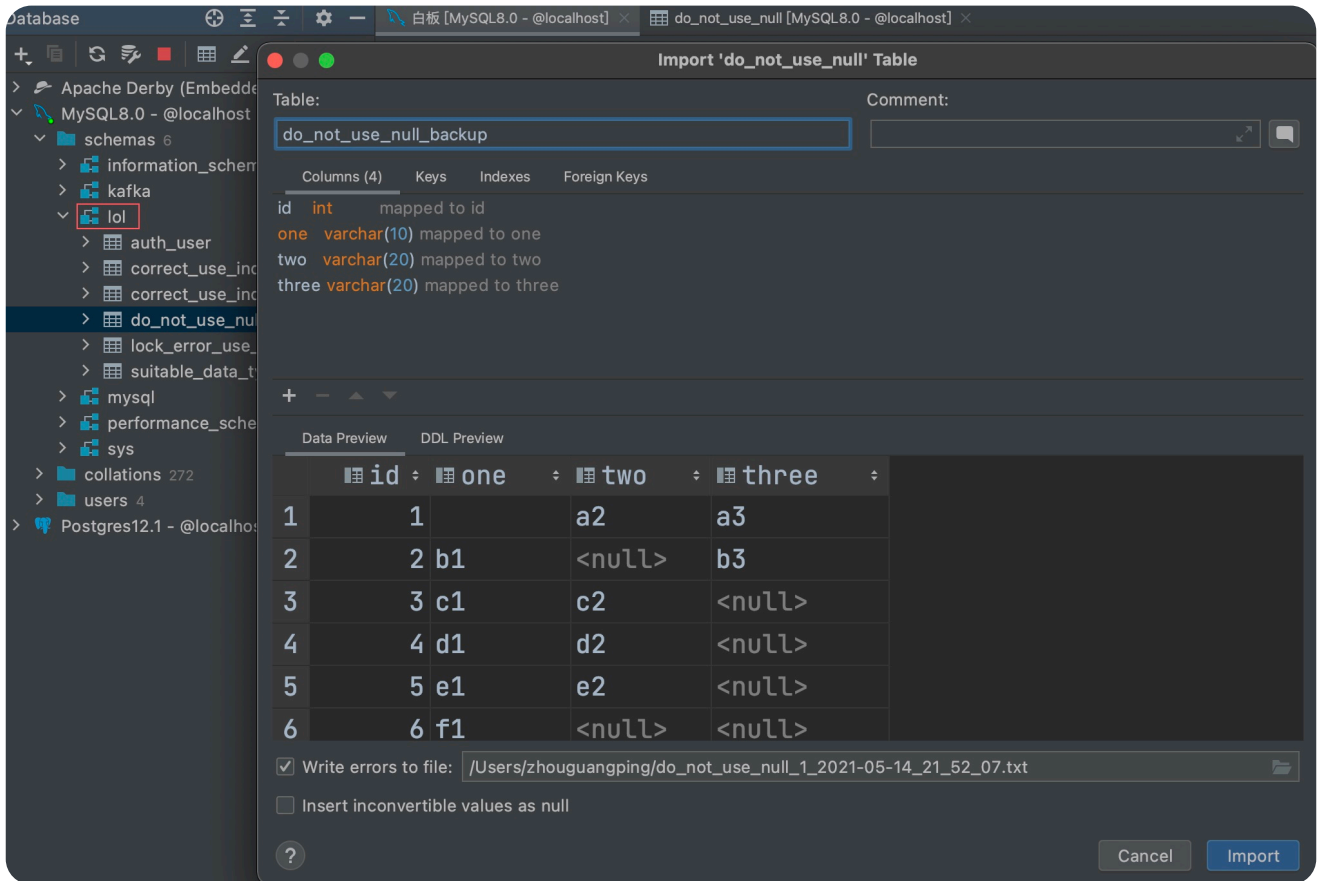 Database
白板 [MySQL8.0 - @localhost]
do_not_use_null [MySQL8.0 - @localhost]
Apache Derby (Embedde
MySQL8.0 - @localhost
schemas 6
information_schem
kafka
lol
auth_user
correct_use_ind
correct_use_ind
do_not_use_nul
lock_error_use_
suitable_data_t
mysql
performance_sche
sys
collations 272
users 4
Postgres12.1 - @localhos
Import 'do_not_use_null' Table
Table:
Comment:
do_not_use_null_backup
Columns (4) Keys Indexes Foreign Keys
id int mapped to id
one varchar(10) mapped to one
two varchar(20) mapped to two
three varchar(20) mapped to three
Data Preview DDL Preview
id one two three
1 1 a2 a3
2 2 b1 <null> b3
3 3 c1 c2 <null>
4 4 d1 d2 <null>
5 5 e1 e2 <null>
6 6 f1 <null> <null>
Write errors to file: /Users/zhouguangping/do_not_use_null_1_2021-05-14_21_52_07.txt
Insert inconvertible values as null
?
Cancel Import